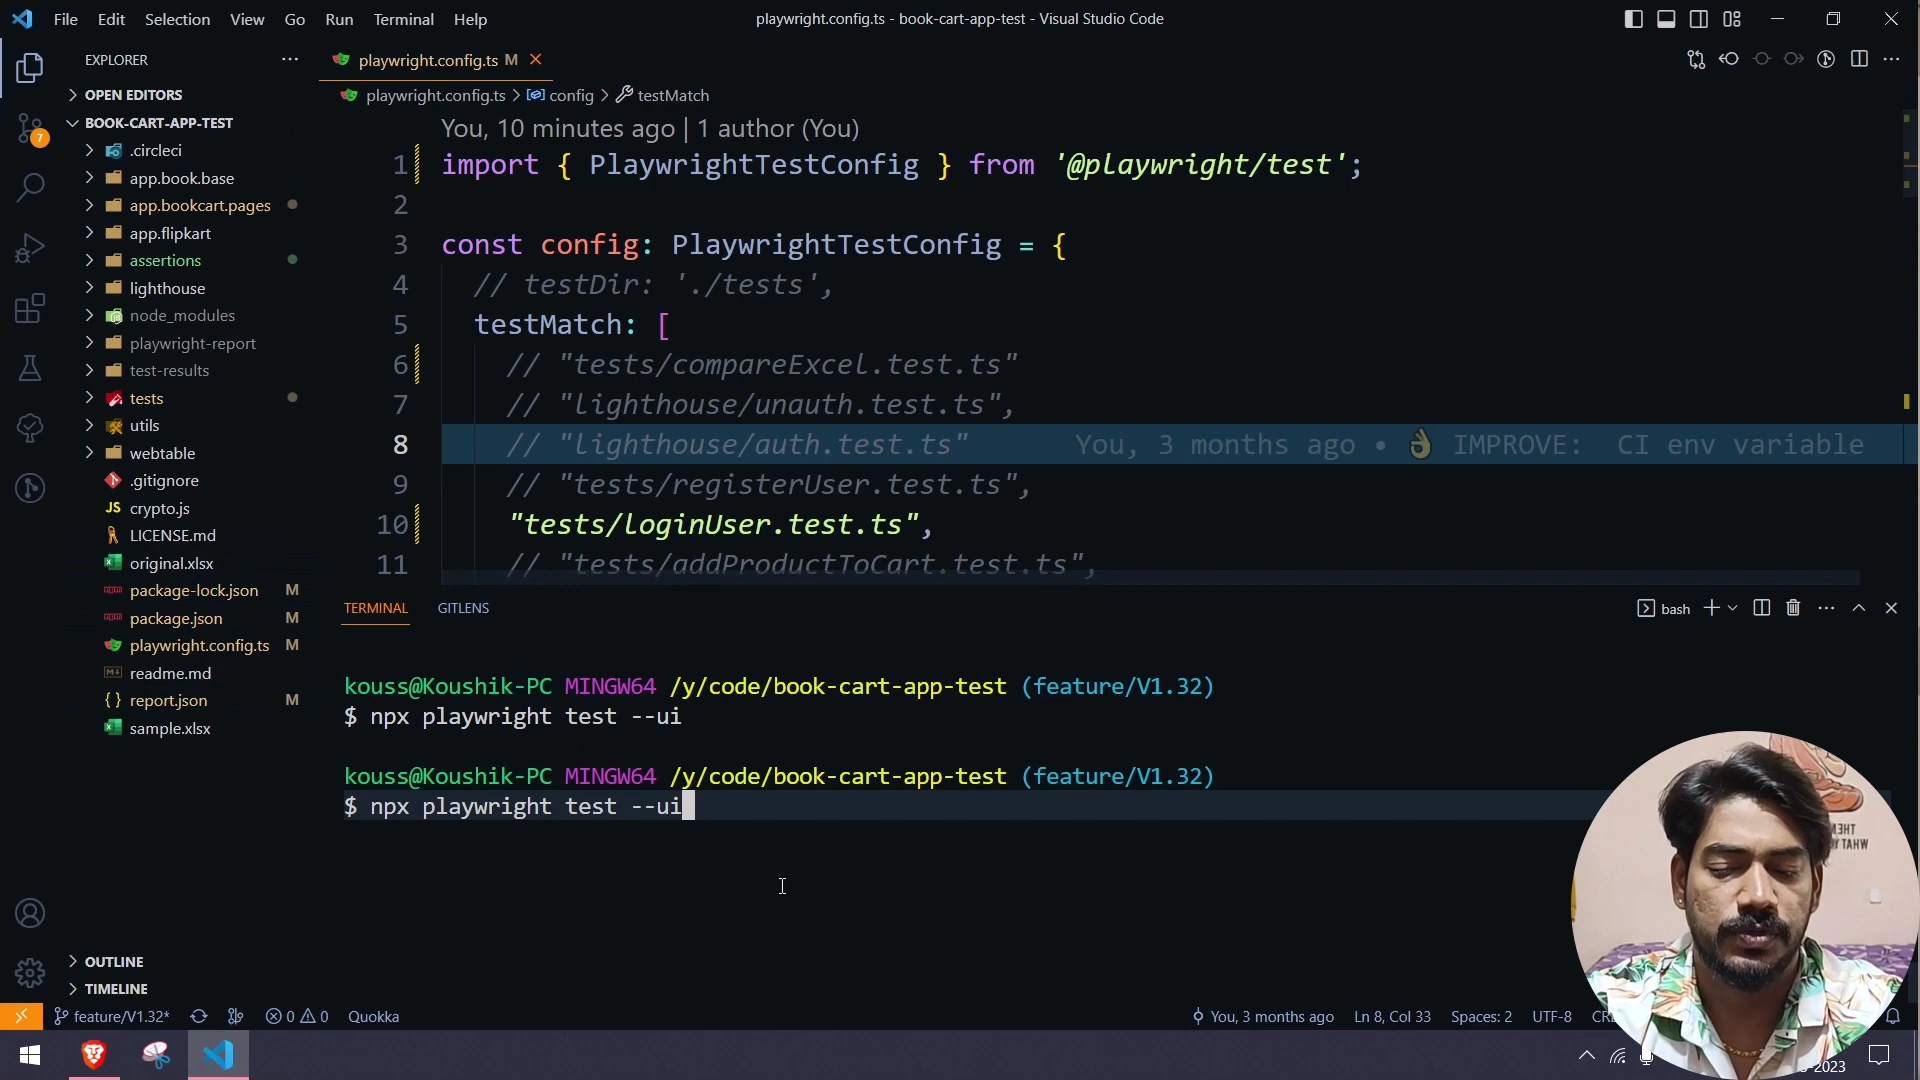 File Edit Selection View Go Run Terminal Help
playwright.config.ts - book-cart-app-test - Visual Studio Code
EXPLORER
OPEN EDITORS
BOOK-CART-APP-TEST
.circleci
app.book.base
app.bookcart.pages
app.flipkart
assertions
lighthouse
node_modules
playwright-report
test-results
tests
utils
webtable
.gitignore
JS crypto.js
LICENSE.md
original.xlsx
package-lock.json M
package.json M
playwright.config.ts M
readme.md
{} report.json M
sample.xlsx
OUTLINE
TIMELINE
7
playwright.config.ts M
playwright.config.ts > config > testMatch
You, 10 minutes ago | 1 author (You)
1 import { PlaywrightTestConfig } from '@playwright/test';
2
3 const config: PlaywrightTestConfig = {
4 // testDir: './tests',
5 testMatch: [
6 // "tests/compareExcel.test.ts"
7 // "lighthouse/unauth.test.ts",
8 // "lighthouse/auth.test.ts" You, 3 months ago • 👌 IMPROVE: CI env variable
9 // "tests/registerUser.test.ts",
10 "tests/loginUser.test.ts",
11 // "tests/addProductToCart.test.ts",
TERMINAL GITLENS
bash
kouss@Koushik-PC MINGW64 /y/code/book-cart-app-test (feature/V1.32)
$ npx playwright test --ui
kouss@Koushik-PC MINGW64 /y/code/book-cart-app-test (feature/V1.32)
$ npx playwright test --ui
feature/V1.32* 0 0 Quokka
You, 3 months ago Ln 8, Col 33 Spaces: 2 UTF-8
-2023